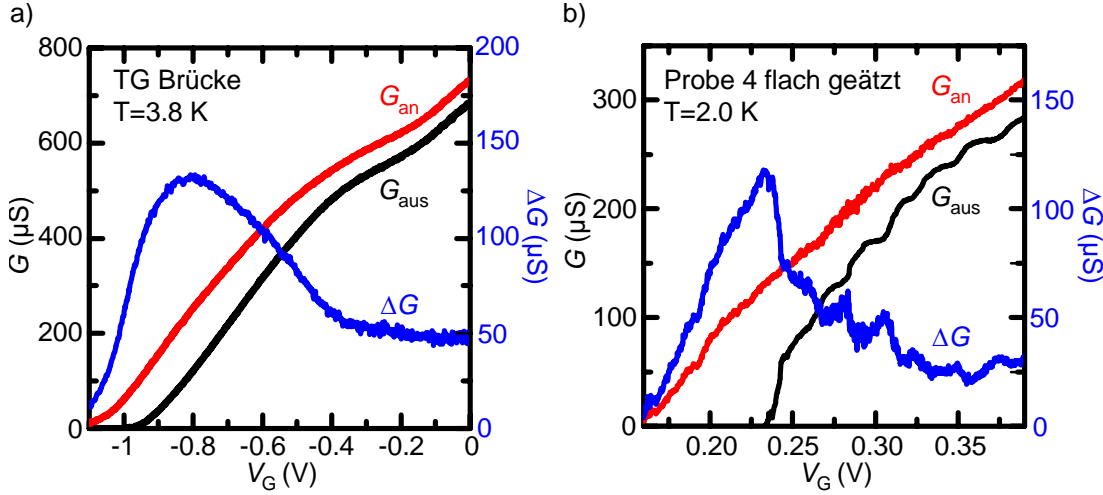 a)
800
600
400
200
0
G (µS)
TG Brücke
T=3.8 K
G_an
G_aus
ΔG
200
150
100
50
0
ΔG (µS)
-1 -0.8 -0.6 -0.4 -0.2 0
V_G (V)
b)
300
200
100
0
G (µS)
Probe 4 flach geätzt
T=2.0 K
G_an
G_aus
ΔG
150
100
50
0
ΔG (µS)
0.20 0.25 0.30 0.35
V_G (V)